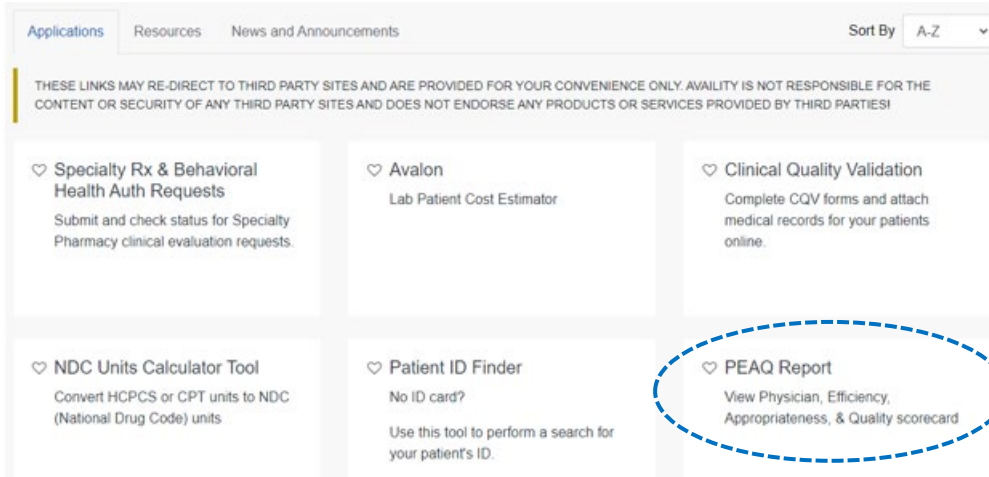 Applications
Resources
News and Announcements
Sort By
A-Z
THESE LINKS MAY RE-DIRECT TO THIRD PARTY SITES AND ARE PROVIDED FOR YOUR CONVENIENCE ONLY. AVAILITY IS NOT RESPONSIBLE FOR THE
CONTENT OR SECURITY OF ANY THIRD PARTY SITES AND DOES NOT ENDORSE ANY PRODUCTS OR SERVICES PROVIDED BY THIRD PARTIES!
Specialty Rx & Behavioral
Health Auth Requests
Submit and check status for Specialty
Pharmacy clinical evaluation requests.
Avalon
Lab Patient Cost Estimator
Clinical Quality Validation
Complete CQV forms and attach
medical records for your patients
online.
NDC Units Calculator Tool
Convert HCPCS or CPT units to NDC
(National Drug Code) units
Patient ID Finder
No ID card?
Use this tool to perform a search for
your patient's ID.
PEAQ Report
View Physician, Efficiency,
Appropriateness, & Quality scorecard